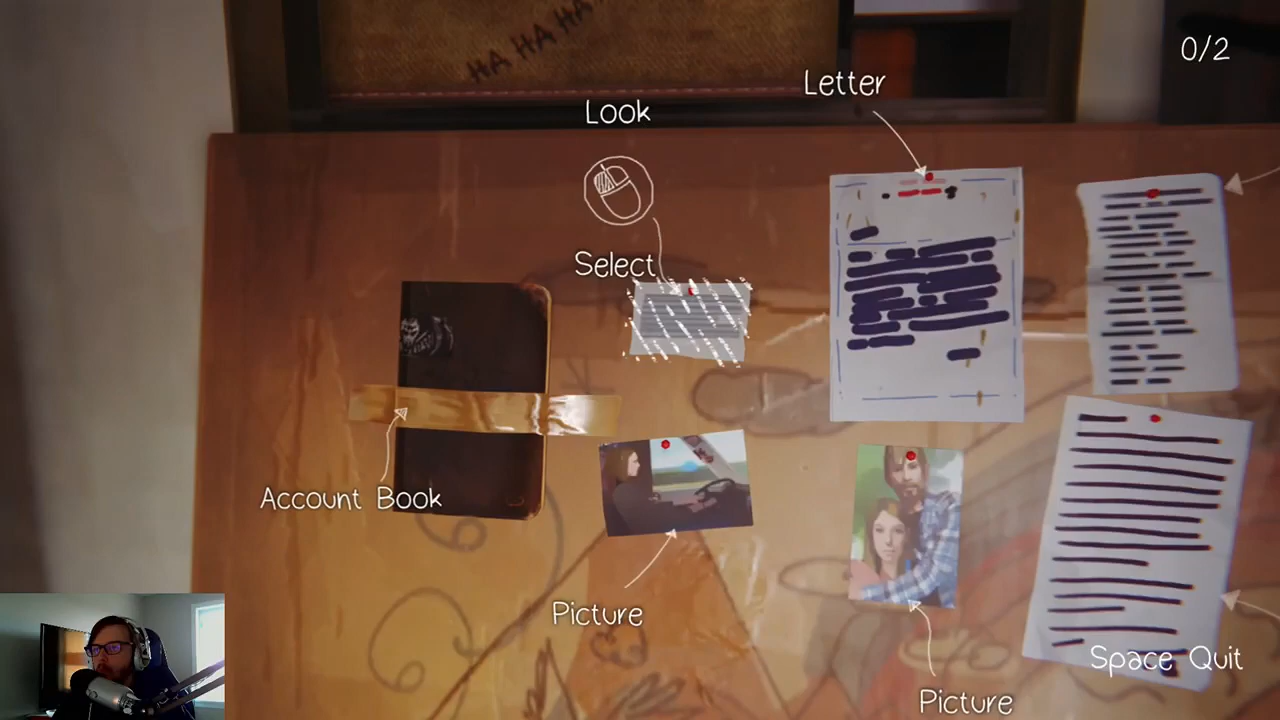 HA HA HA
0/2
Letter
Look
Select
Account Book
Picture
Space Quit
Picture